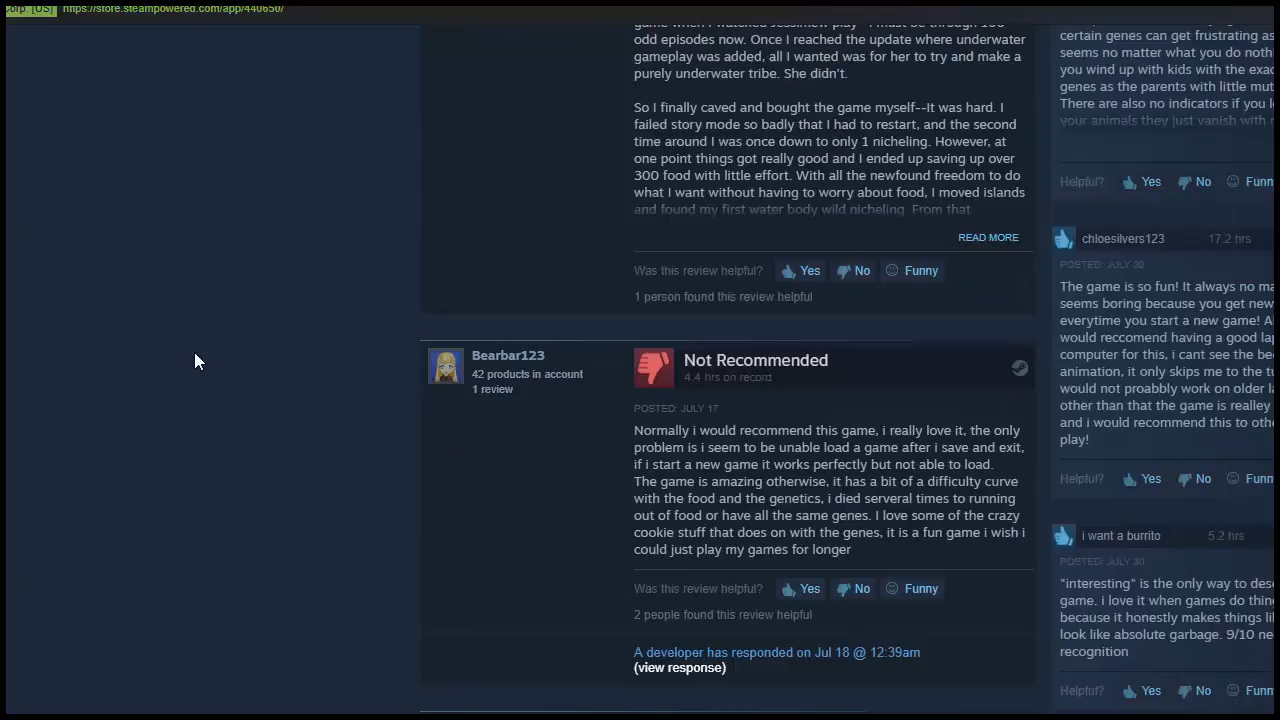 corp. [US] https://store.steampowered.com/app/440650/
odd episodes now. Once I reached the update where underwater
gameplay was added, all I wanted was for her to try and make a
purely underwater tribe. She didn't.
So I finally caved and bought the game myself--It was hard. I
failed story mode so badly that I had to restart, and the second
time around I was once down to only 1 nicheling. However, at
one point things got really good and I ended up saving up over
300 food with little effort. With all the newfound freedom to do
what I want without having to worry about food, I moved islands
and found my first water body wild nicheling. From that
READ MORE
Was this review helpful? Yes No Funny
1 person found this review helpful
Bearbar123
42 products in account
1 review
Not Recommended
4.4 hrs on record
POSTED: JULY 17
Normally i would recommend this game, i really love it, the only
problem is i seem to be unable load a game after i save and exit,
if i start a new game it works perfectly but not able to load.
The game is amazing otherwise, it has a bit of a difficulty curve
with the food and the genetics, i died serveral times to running
out of food or have all the same genes. I love some of the crazy
cookie stuff that does on with the genes, it is a fun game i wish i
could just play my games for longer
Was this review helpful? Yes No Funny
2 people found this review helpful
A developer has responded on Jul 18 @ 12:39am
(view response)
certain genes can get frustrating as
seems no matter what you do noth
you wind up with kids with the exac
genes as the parents with little mut
There are also no indicators if you l
your animals they just vanish with
Helpful? Yes No Funn
chloesilvers123 17.2 hrs
POSTED: JULY 30
The game is so fun! It always no ma
seems boring because you get new
everytime you start a new game! A
would recommend having a good lap
computer for this, i cant see the be
animation, it only skips me to the tu
would not proabbly work on older la
other than that the game is realley
and i would recommend this to othe
play!
Helpful? Yes No Funn
i want a burrito 5.2 hrs
POSTED: JULY 30
"interesting" is the only way to desc
game. i love it when games do thing
because it honestly makes things li
look like absolute garbage. 9/10 ne
recognition
Helpful? Yes No Funn